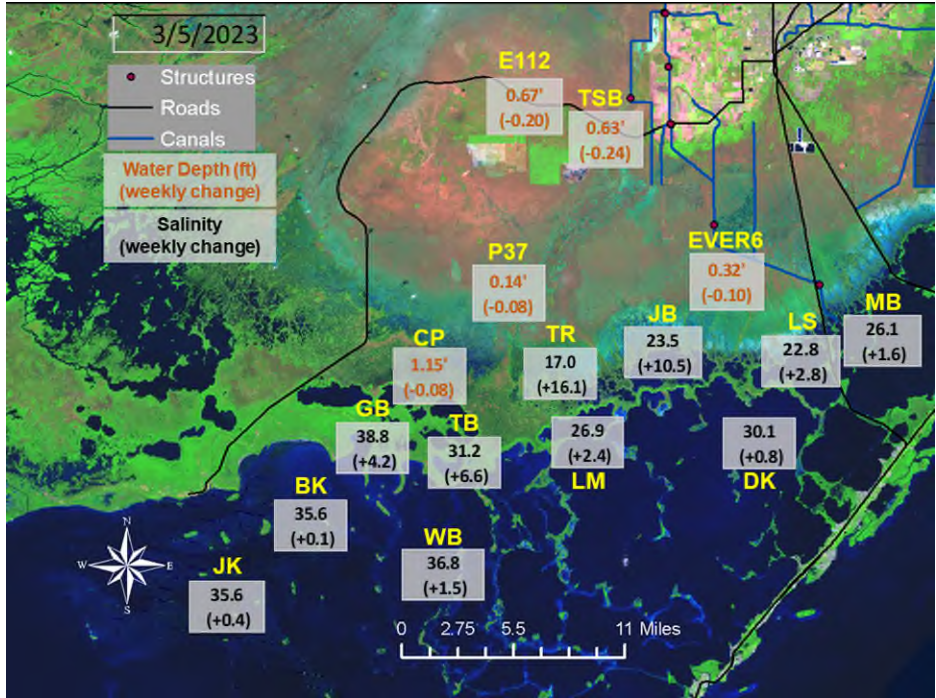 3/5/2023
Structures
Roads
Canals
Water Depth (ft)
(weekly change)
Salinity
(weekly change)
E112
0.67'
(-0.20)
TSB
0.63'
(-0.24)
P37
0.14'
(-0.08)
EVER6
0.32'
(-0.10)
CP
1.15'
(-0.08)
TR
17.0
(+16.1)
JB
23.5
(+10.5)
LS
22.8
(+2.8)
MB
26.1
(+1.6)
GB
38.8
(+4.2)
TB
31.2
(+6.6)
26.9
(+2.4)
LM
30.1
(+0.8)
DK
BK
35.6
(+0.1)
WB
36.8
(+1.5)
JK
35.6
(+0.4)
N
W E
S
0 2.75 5.5 11 Miles